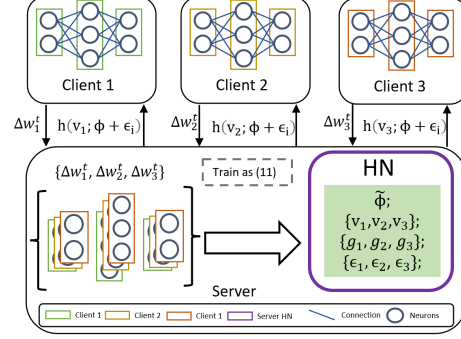 Client 1
Client 2
Client 3
Δw₁ᵗ
h(v₁; ϕ + ϵᵢ)
Δw₂ᵗ
h(v₂; ϕ + ϵᵢ)
Δw₃ᵗ
h(v₃; ϕ + ϵᵢ)
{Δw₁ᵗ, Δw₂ᵗ, Δw₃ᵗ}
Train as (11)
HN
ϕ̃;
{v₁,v₂,v₃};
{g₁, g₂, g₃};
{ϵ₁, ϵ₂, ϵ₃};
Server
Client 1
Client 2
Client 1
Server HN
Connection
Neurons